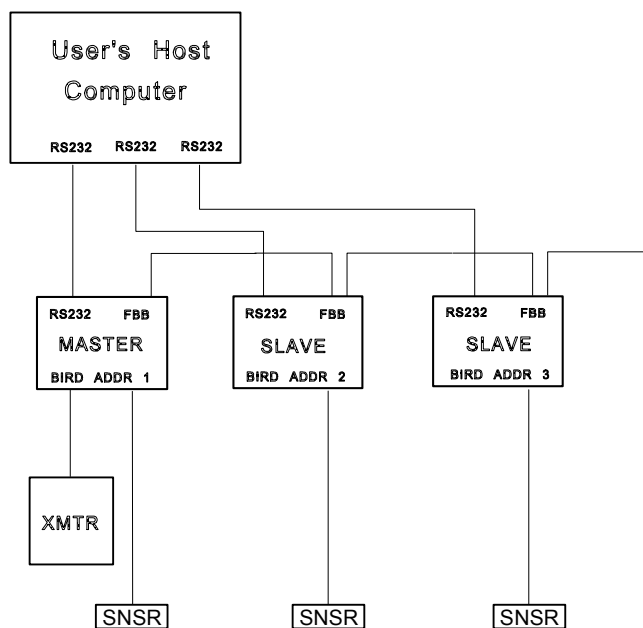 User's Host
Computer
RS232 RS232 RS232
RS232 FBB
MASTER
BIRD ADDR 1
RS232 FBB
SLAVE
BIRD ADDR 2
RS232 FBB
SLAVE
BIRD ADDR 3
XMTR
SNSR SNSR SNSR